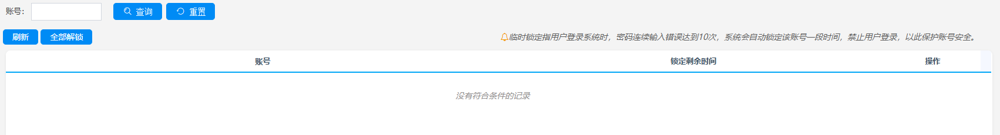 账号： 查询 重置
刷新 全部解锁 临时锁定指用户登录系统时，密码连续输入错误达到10次，系统会自动锁定该账号一段时间，禁止用户登录，以此保护账号安全。
账号 锁定剩余时间 操作
没有符合条件的记录